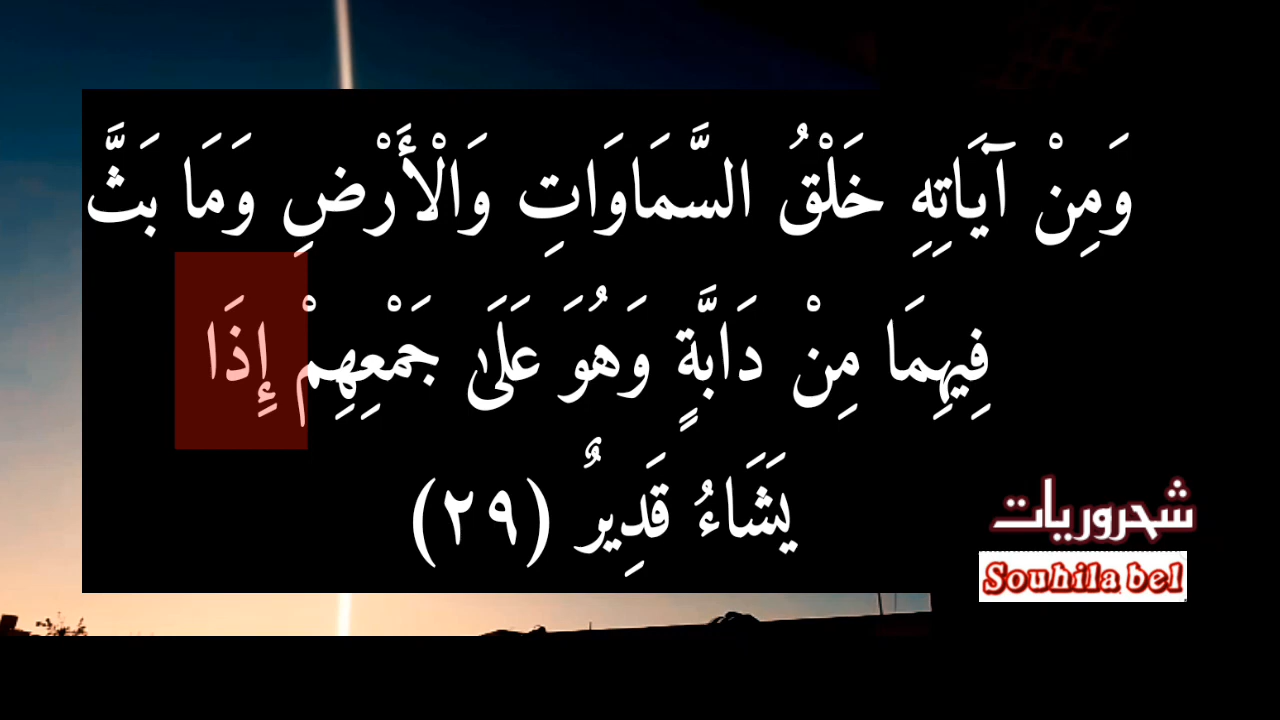 وَمِنْ آيَاتِهِ خَلْقُ السَّمَاوَاتِ وَالْأَرْضِ وَمَا بَثَّ
فِيهِمَا مِنْ دَابَّةٍ وَهُوَ عَلَىٰ جَمْعِهِمْ إِذَا
يَشَاءُ قَدِيرٌ (٢٩)
شحروريات
Souhila bel